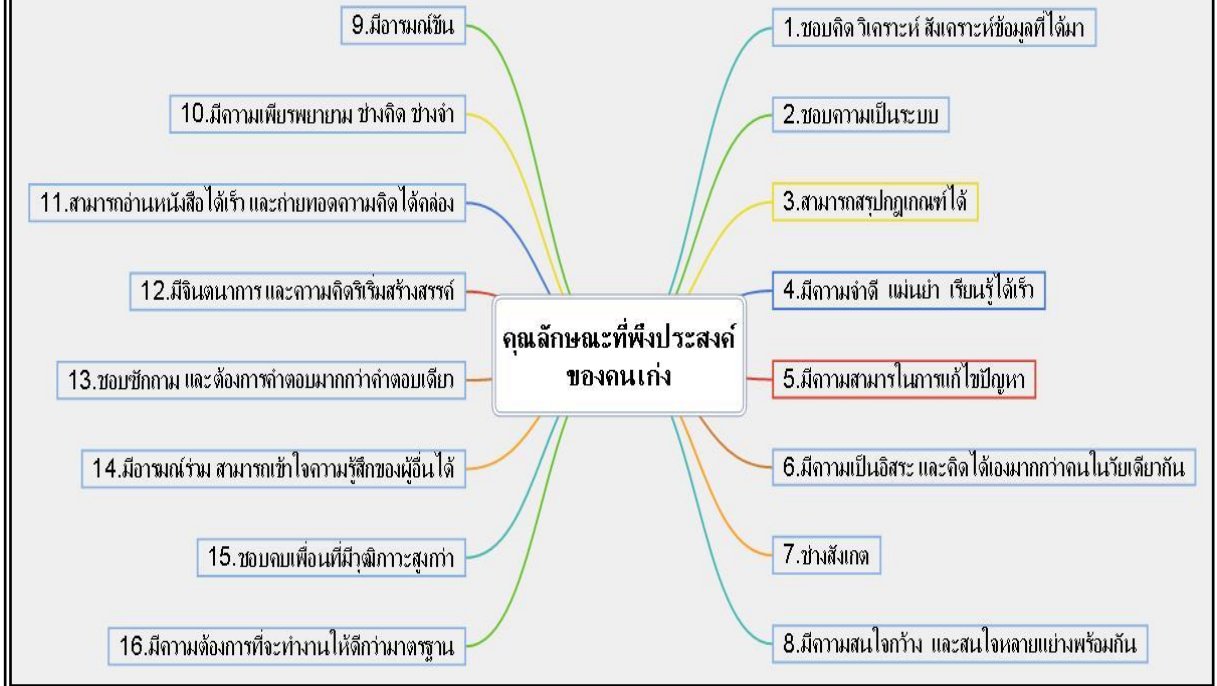 คุณลักษณะที่พึงประสงค์
ของคนเก่ง
1.ชอบคิด วิเคราะห์ สังเคราะห์ข้อมูลที่ได้มา
2.ชอบความเป็นระบบ
3.สามารถสรุปกฎเกณฑ์ได้
4.มีความจำดี แม่นยำ เรียนรู้ได้เร็ว
5.มีความสามารในการแก้ไขปัญหา
6.มีความเป็นอิสระ และคิดได้เองมากกว่าคนในวัยเดียวกัน
7.ช่างสังเกต
8.มีความสนใจกว้าง และสนใจหลายแย่างพร้อมกัน
9.มีอารมณ์ขัน
10.มีความเพียรพยายาม ช่างคิด ช่างจำ
11.สามารถอ่านหนังสือได้เร็ว และถ่ายทอดความคิดได้คล่อง
12.มีจินตนาการ และความคิดริเริ่มสร้างสรรค์
13.ชอบซักถาม และต้องการคำตอบมากกว่าคำตอบเดียว
14.มีอารมณ์ร่วม สามารถเข้าใจความรู้สึกของผู้อื่นได้
15.ชอบคบเพื่อนที่มีวุฒิภาวะสูงกว่า
16.มีความต้องการที่จะทำงานให้ดีกว่ามาตรฐาน